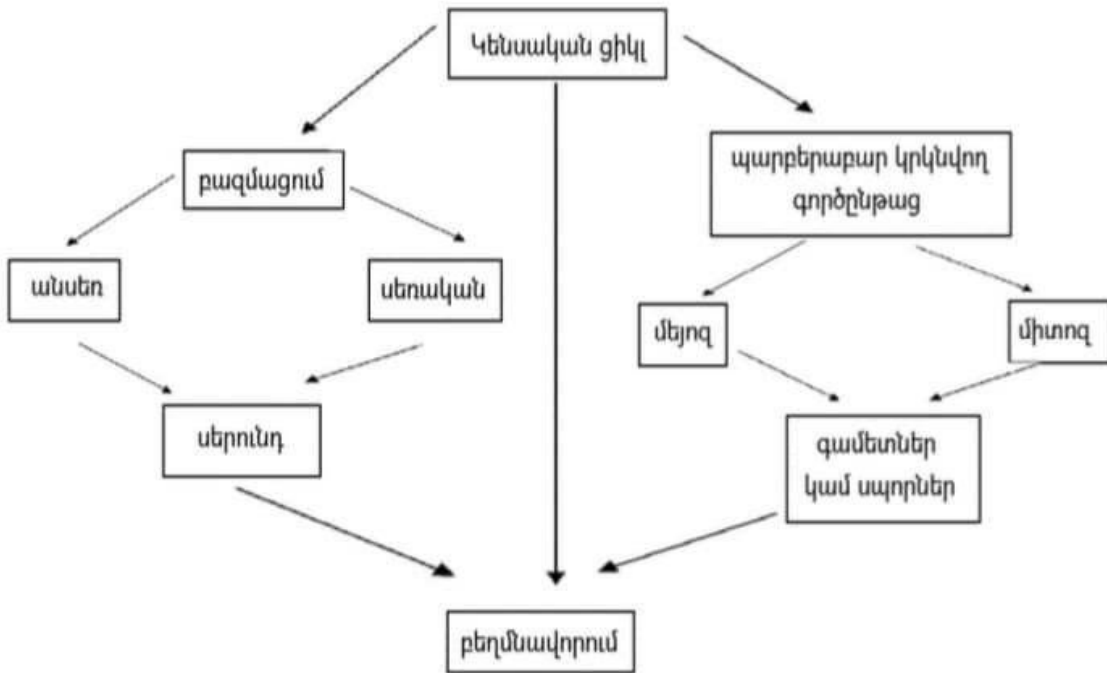 Կենսական ցիկլ
բազմացում
պարբերաբար կրկնվող
գործընթաց
անսեռ
սեռական
մեյոզ
միտոզ
սերունդ
գամետներ
կամ սպորներ
բեղմնավորում